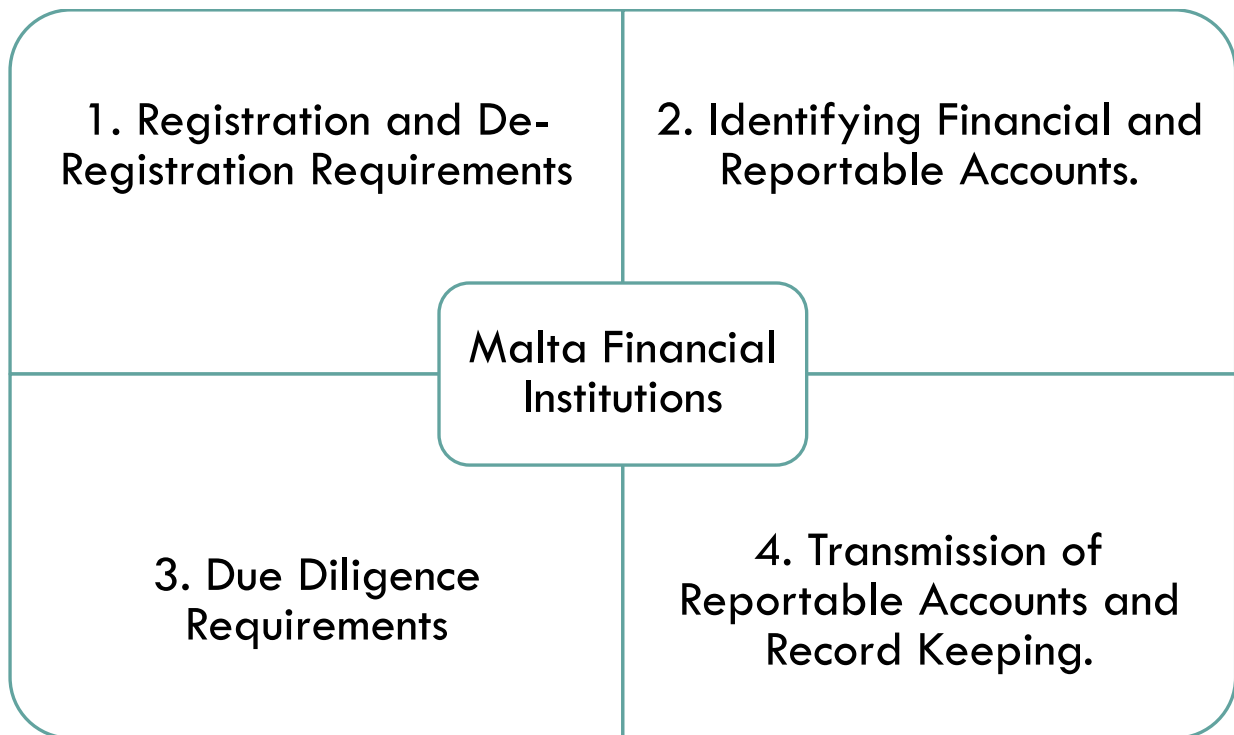 1. Registration and De-
Registration Requirements
2. Identifying Financial and
Reportable Accounts.
Malta Financial
Institutions
3. Due Diligence
Requirements
4. Transmission of
Reportable Accounts and
Record Keeping.